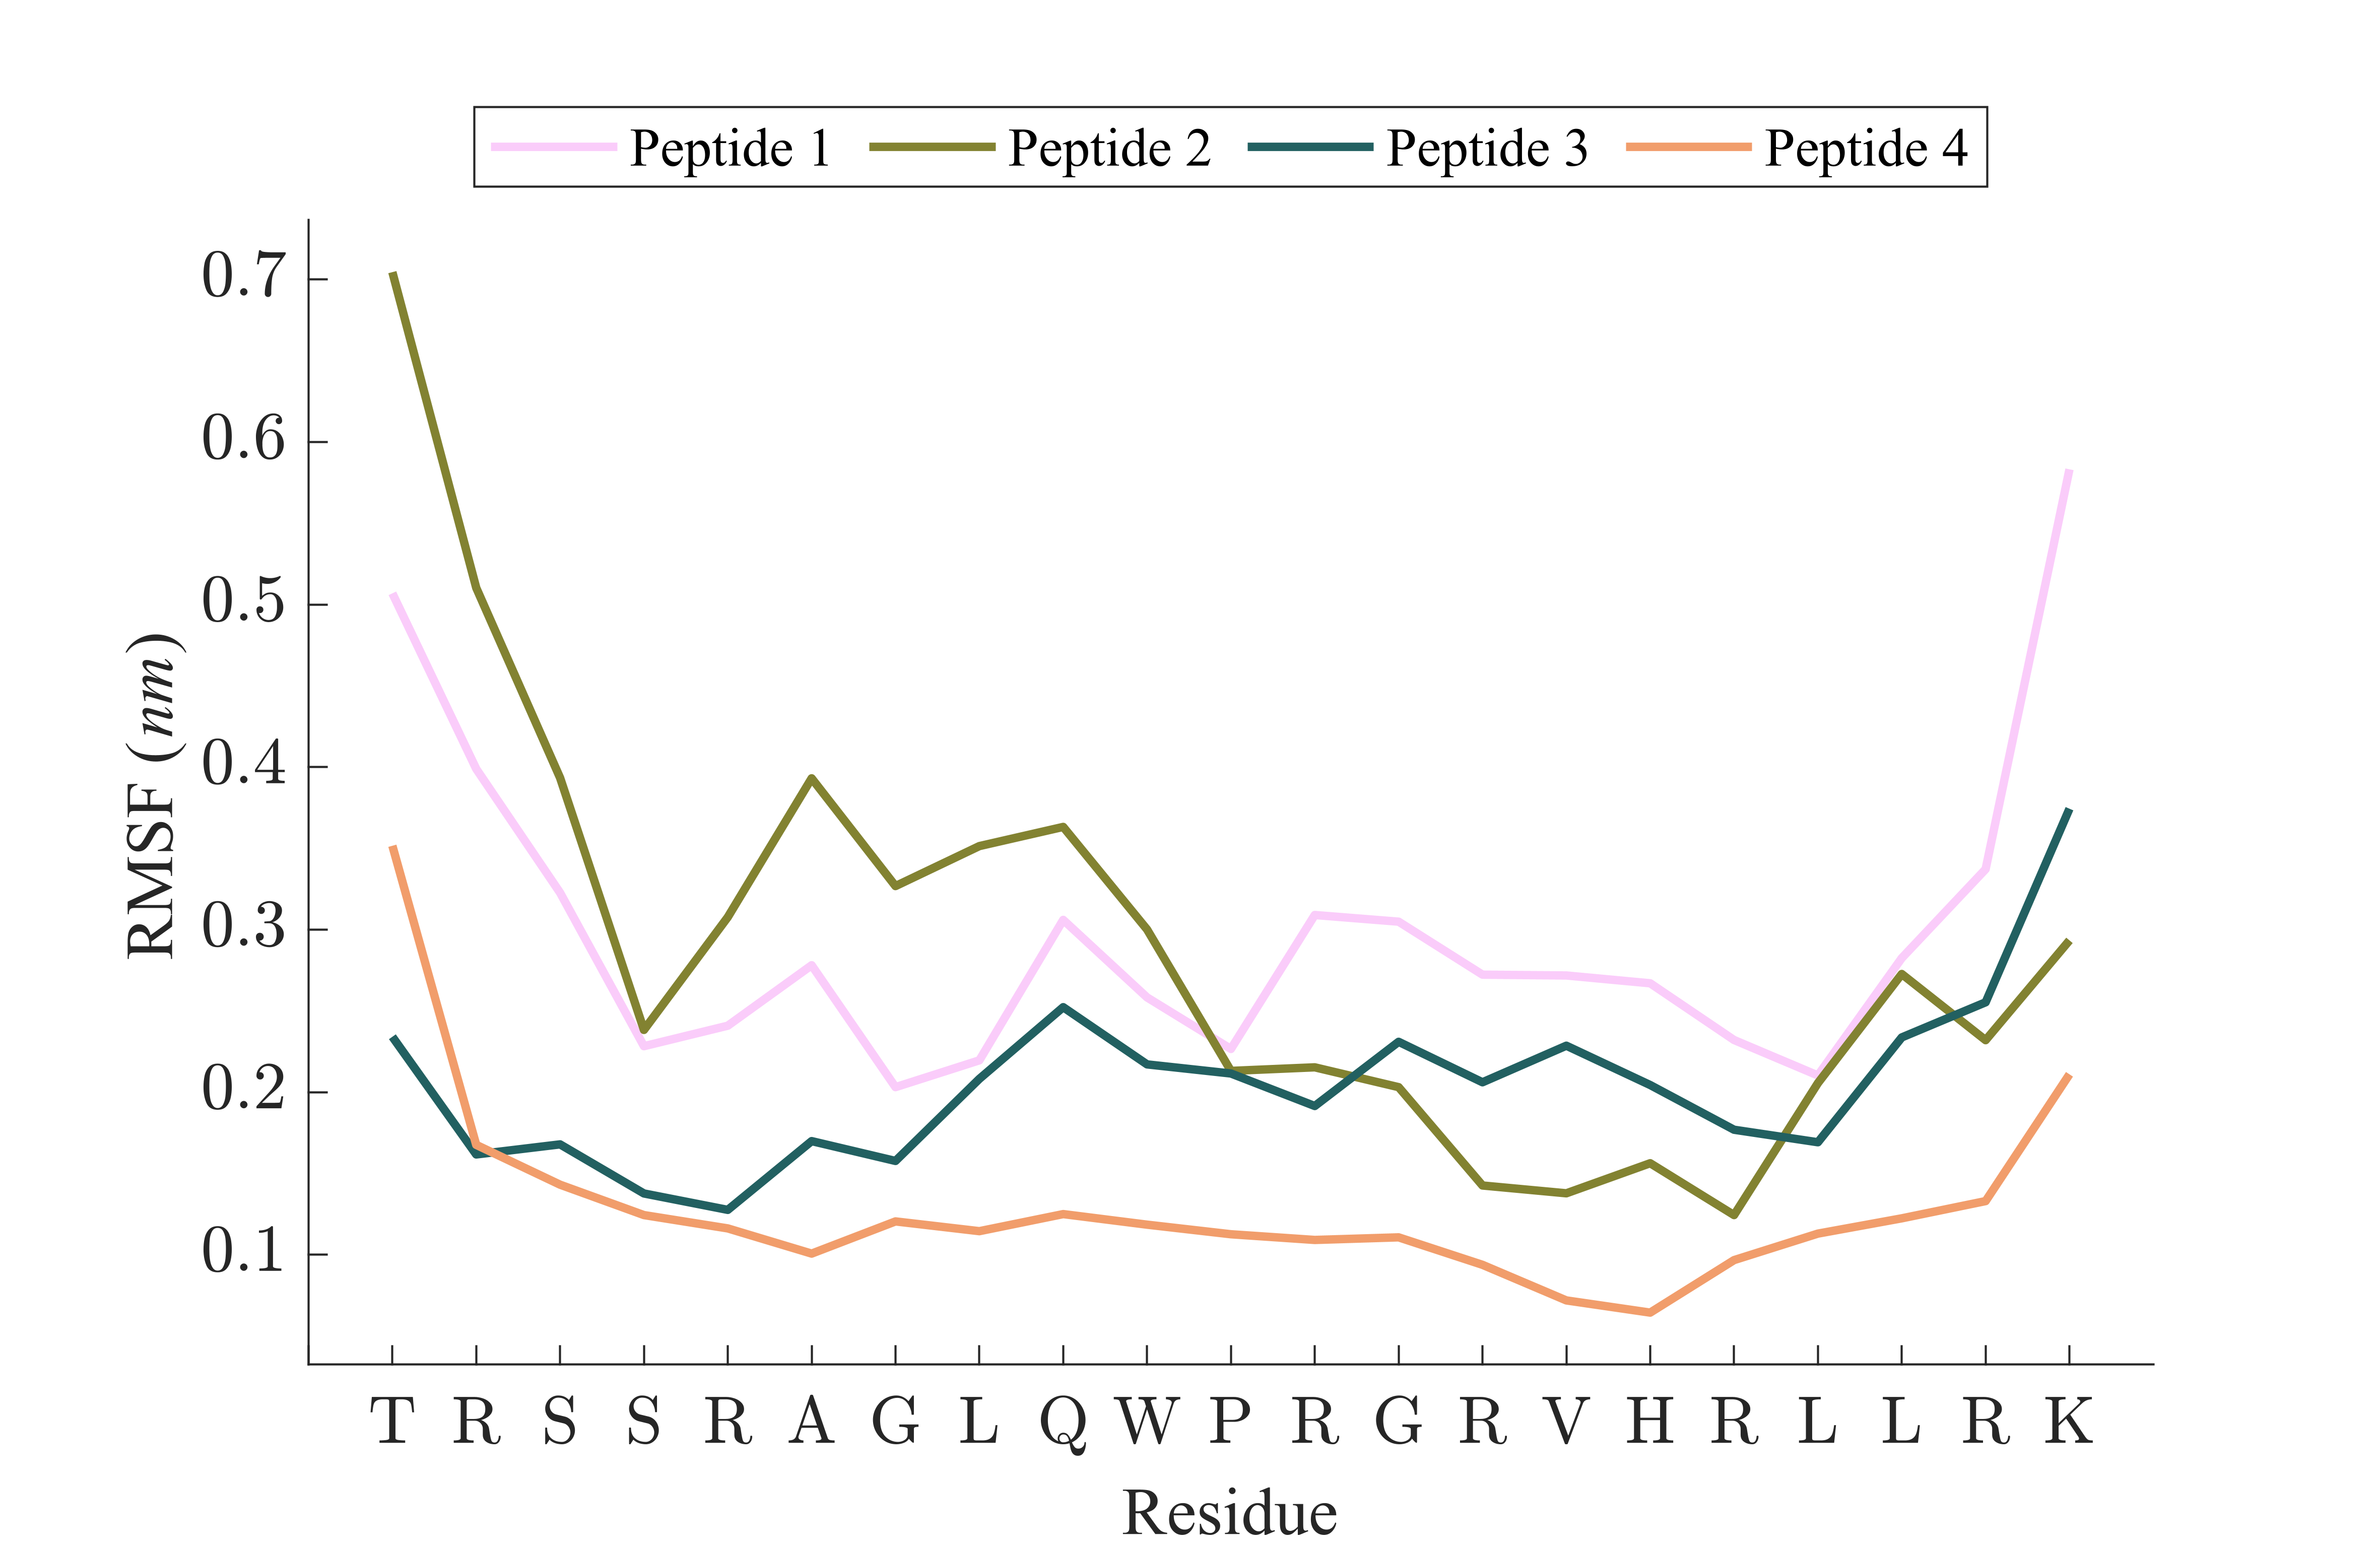 Peptide 1 Peptide 2 Peptide 3 Peptide 4
0.7
0.6
0.5
0.4
0.3
0.2
0.1
RMSF (nm)
T R S S R A G L Q W P R G R V H R L L R K
Residue